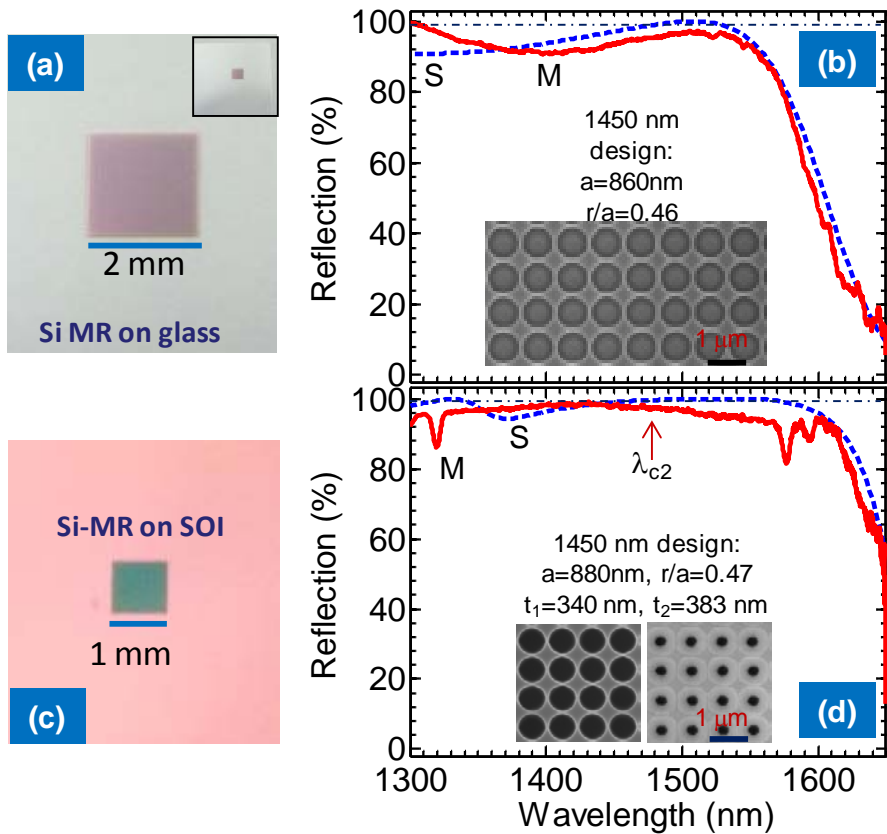 (a)
2 mm
Si MR on glass
Reflection (%)
100
80
60
40
20
0
(b)
S
M
1450 nm
design:
a=860nm
r/a=0.46
1 μm
Si-MR on SOI
1 mm
(c)
Reflection (%)
100
80
60
40
20
0
M
S
λc2
1450 nm design:
a=880nm, r/a=0.47
t1=340 nm, t2=383 nm
1 μm
(d)
1300 1400 1500 1600
Wavelength (nm)